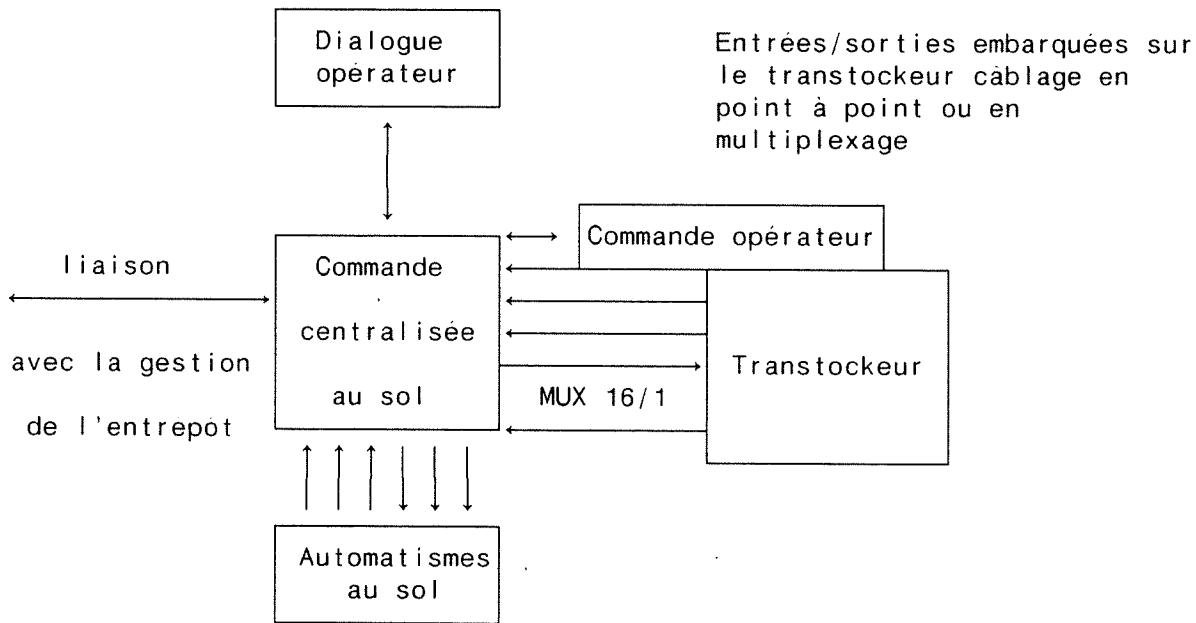 Dialogue
opérateur
Entrées/sorties embarquées sur
le transtockeur câblage en
point à point ou en
multiplexage
Commande opérateur
liaison
avec la gestion
de l'entrepôt
Commande
centralisée
au sol
MUX 16/1
Transtockeur
Automatismes
au sol